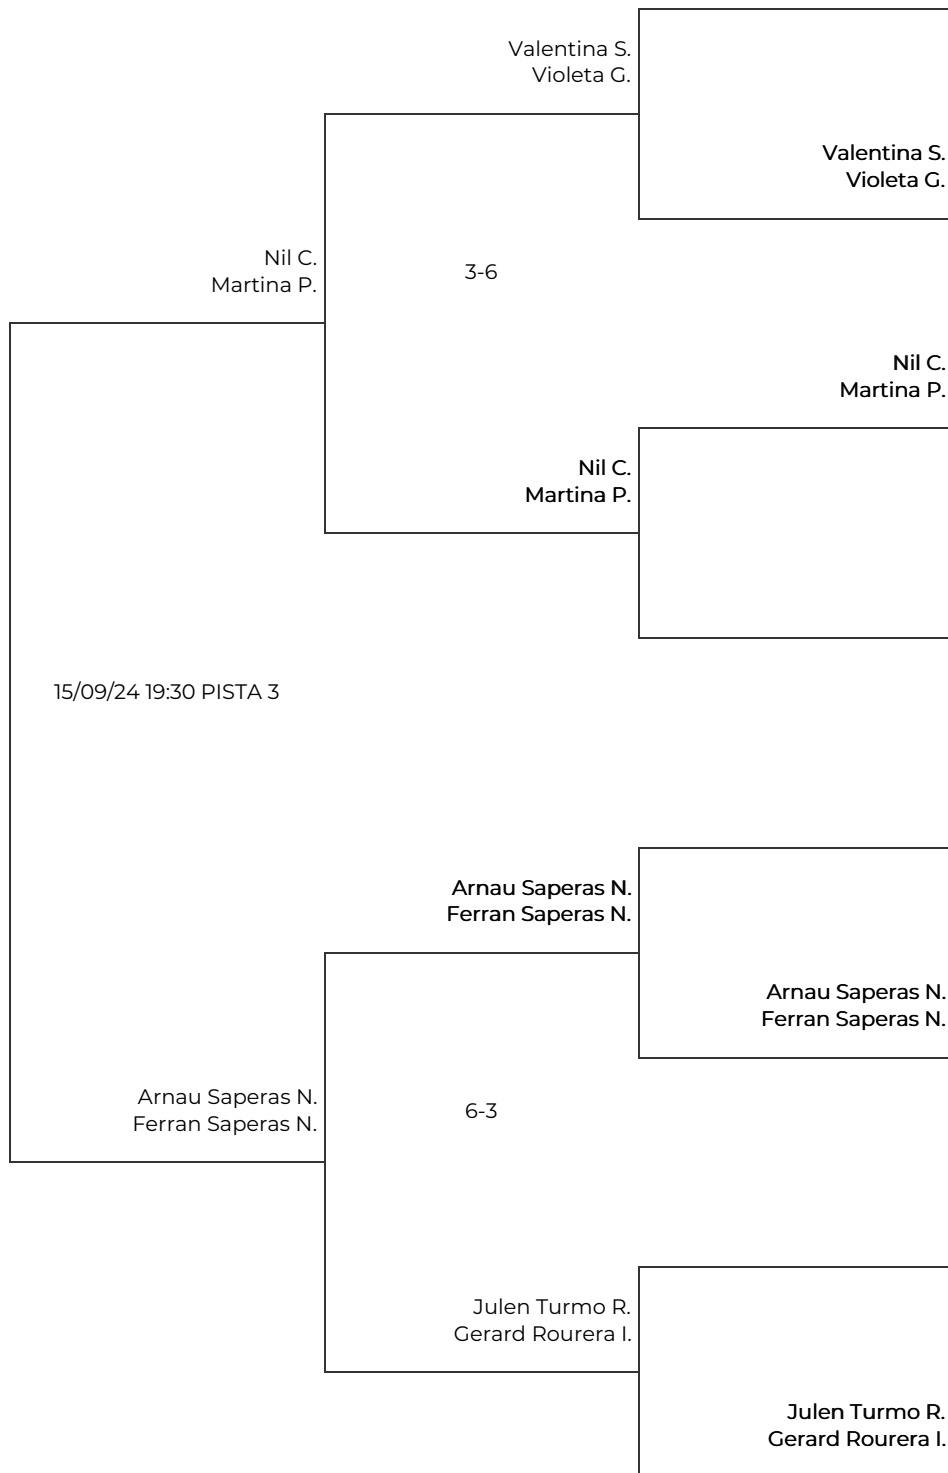 Valentina S.
Violeta G.
Valentina S.
Violeta G.
Nil C.
Martina P.
3-6
Nil C.
Martina P.
Nil C.
Martina P.
15/09/24 19:30 PISTA 3
Arnau Saperas N.
Ferran Saperas N.
Arnau Saperas N.
Ferran Saperas N.
Arnau Saperas N.
Ferran Saperas N.
6-3
Julen Turmo R.
Gerard Rourera I.
Julen Turmo R.
Gerard Rourera I.